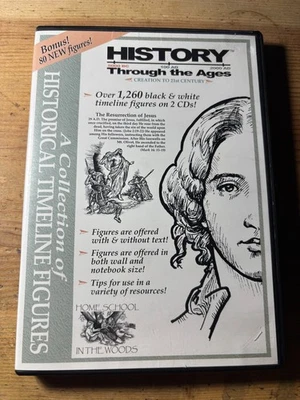 Bonus!
80 NEW figures!
HISTORY
Through the Ages
CREATION TO 21st CENTURY
Over 1,260 black & white
timeline figures on 2 CDs!
The Resurrection of Jesus
Figures are offered
with & without text!
Figures are offered in
both wall and
notebook size!
Tips for use in a
variety of resources!
HOME SCHOOL
IN THE WOODS
A Collection of
HISTORICAL TIMELINE FIGURES